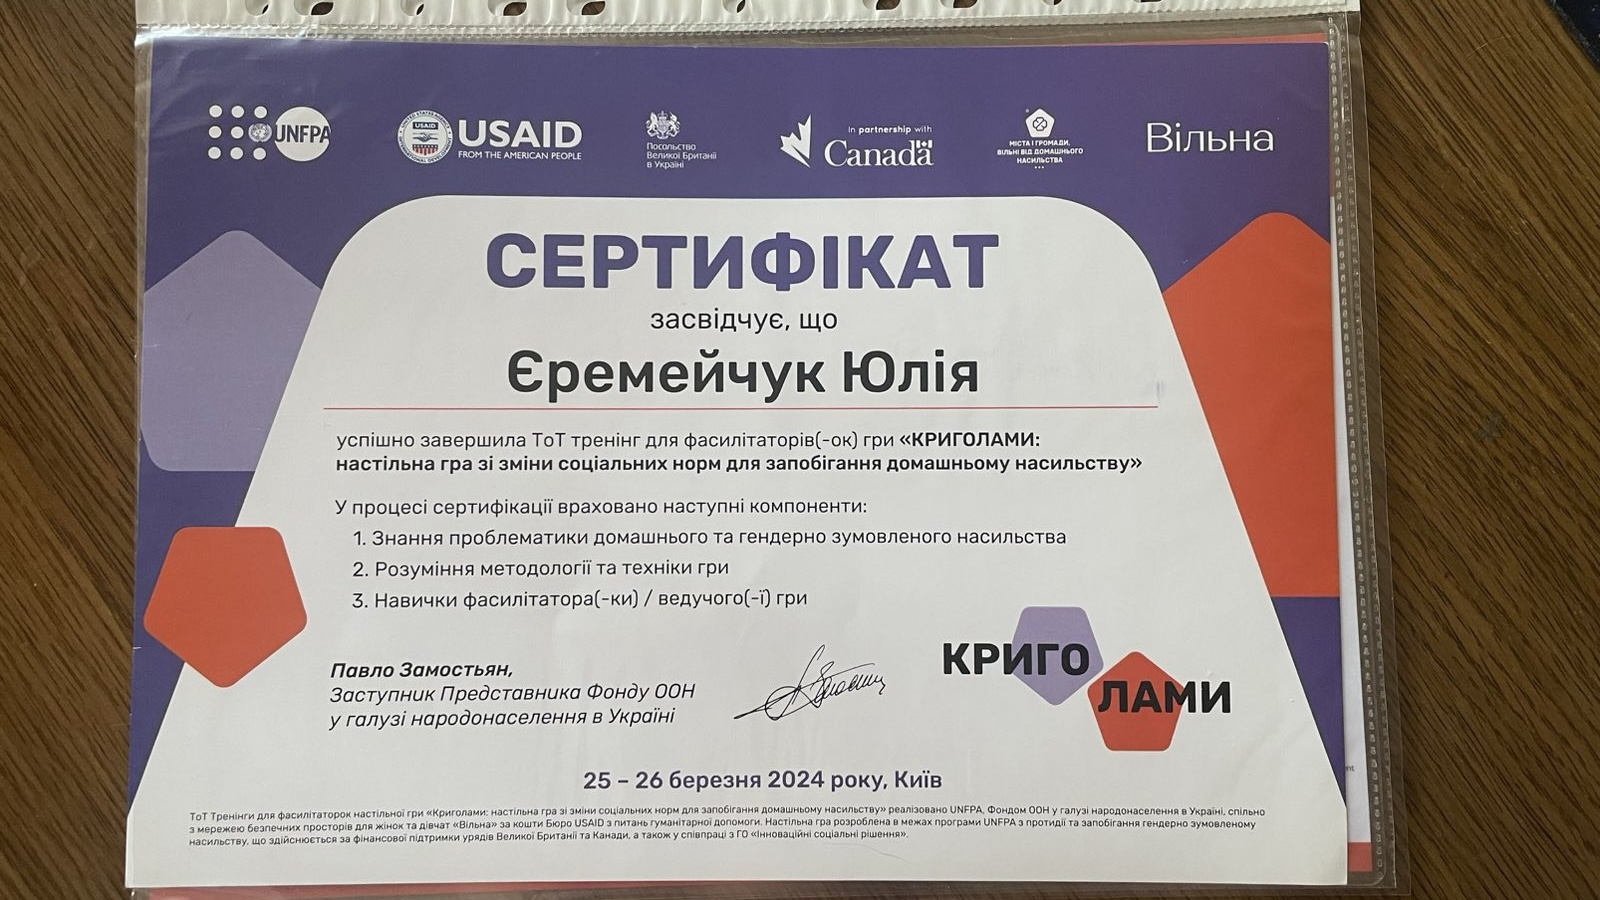 UNFPA
USAID
USAID
FROM THE AMERICAN PEOPLE
Посольство
Великої Британії
в Україні
In partnership with
Canada
МІСТА І ГРОМАДИ,
ВІЛЬНІ ВІД ДОМАШНЬОГО
НАСИЛЬСТВА
Вільна
СЕРТИФІКАТ
засвідчує, що
Єремейчук Юлія
успішно завершила ТоТ тренінг для фасилітаторів(-ок) гри «КРИГОЛАМИ:
настільна гра зі зміни соціальних норм для запобігання домашньому насильству»
У процесі сертифікації враховано наступні компоненти:
1. Знання проблематики домашнього та гендерно зумовленого насильства
2. Розуміння методології та техніки гри
3. Навички фасилітатора(-ки) / ведучого(-ї) гри
Павло Замостьян,
Заступник Представника Фонду ООН
у галузі народонаселення в Україні
КРИГО
ЛАМИ
25 – 26 березня 2024 року, Київ
ТоТ Тренінги для фасилітаторок настільної гри «Криголами: настільна гра зі зміни соціальних норм для запобігання домашньому насильству» реалізовано UNFPA, Фондом ООН у галузі народонаселення в Україні, спільно
з мережею безпечних просторів для жінок та дівчат «Вільна» за кошти Бюро USAID з питань гуманітарної допомоги. Настільна гра розроблена в межах програми UNFPA з протидії та запобігання гендерно зумовленому
насильству, що здійснюється за фінансової підтримки урядів Великої Британії та Канади, а також у співпраці з ГО «Інноваційні соціальні рішення».